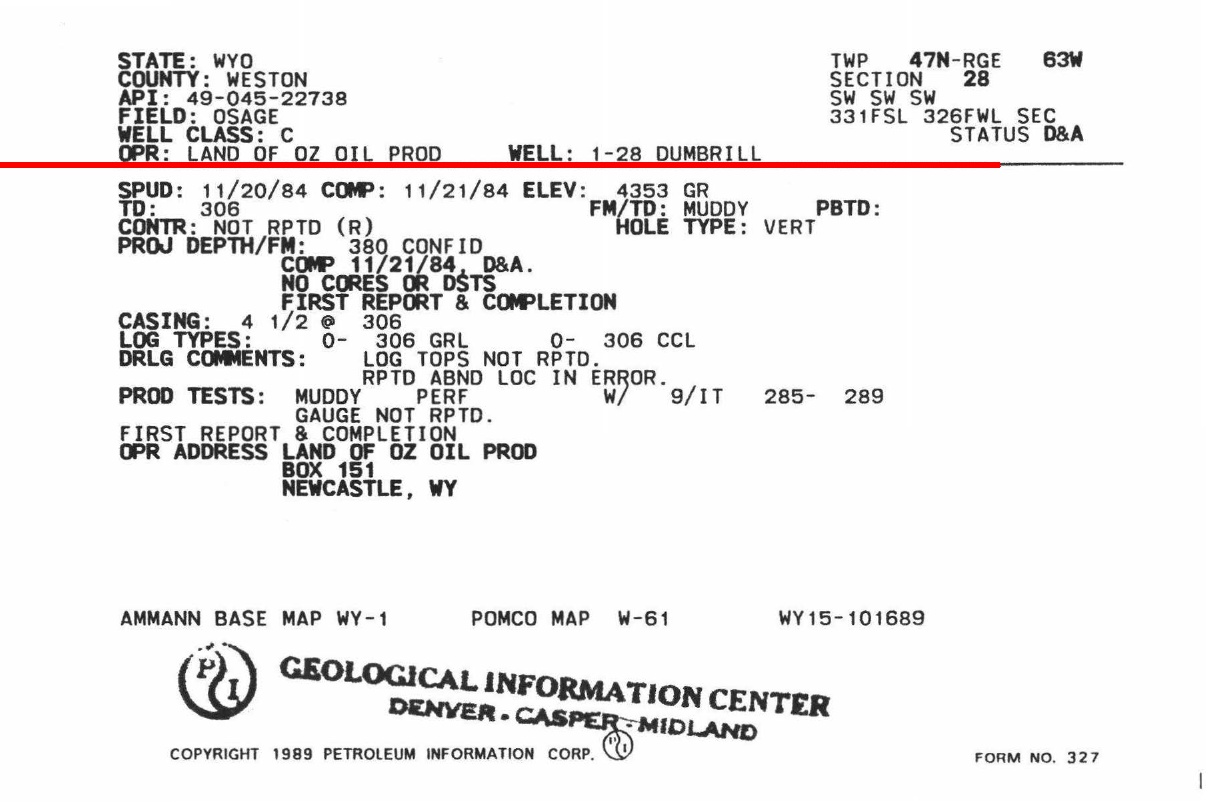 STATE: WYO TWP 47N-RGE 63W
COUNTY: WESTON SECTION 28
API: 49-045-22738 SW SW SW
FIELD: OSAGE 331FSL 326FWL SEC
WELL CLASS: C STATUS D&A
OPR: LAND OF OZ OIL PROD WELL: 1-28 DUMBRILL
SPUD: 11/20/84 COMP: 11/21/84 ELEV: 4353 GR
TD: 306 FM/TD: MUDDY PBTD:
CONTR: NOT RPTD (R) HOLE TYPE: VERT
PROJ DEPTH/FM: 380 CONFID
COMP 11/21/84, D&A.
NO CORES OR DSTS
FIRST REPORT & COMPLETION
CASING: 4 1/2 @ 306
LOG TYPES: 0- 306 GRL 0- 306 CCL
DRLG COMMENTS: LOG TOPS NOT RPTD.
RPTD ABND LOC IN ERROR.
PROD TESTS: MUDDY PERF W/ 9/IT 285- 289
GAUGE NOT RPTD.
FIRST REPORT & COMPLETION
OPR ADDRESS LAND OF OZ OIL PROD
BOX 151
NEWCASTLE, WY
AMMANN BASE MAP WY-1 POMCO MAP W-61 WY15-101689
PI GEOLOGICAL INFORMATION CENTER
DENVER - CASPER - MIDLAND
COPYRIGHT 1989 PETROLEUM INFORMATION CORP. PI FORM NO. 327